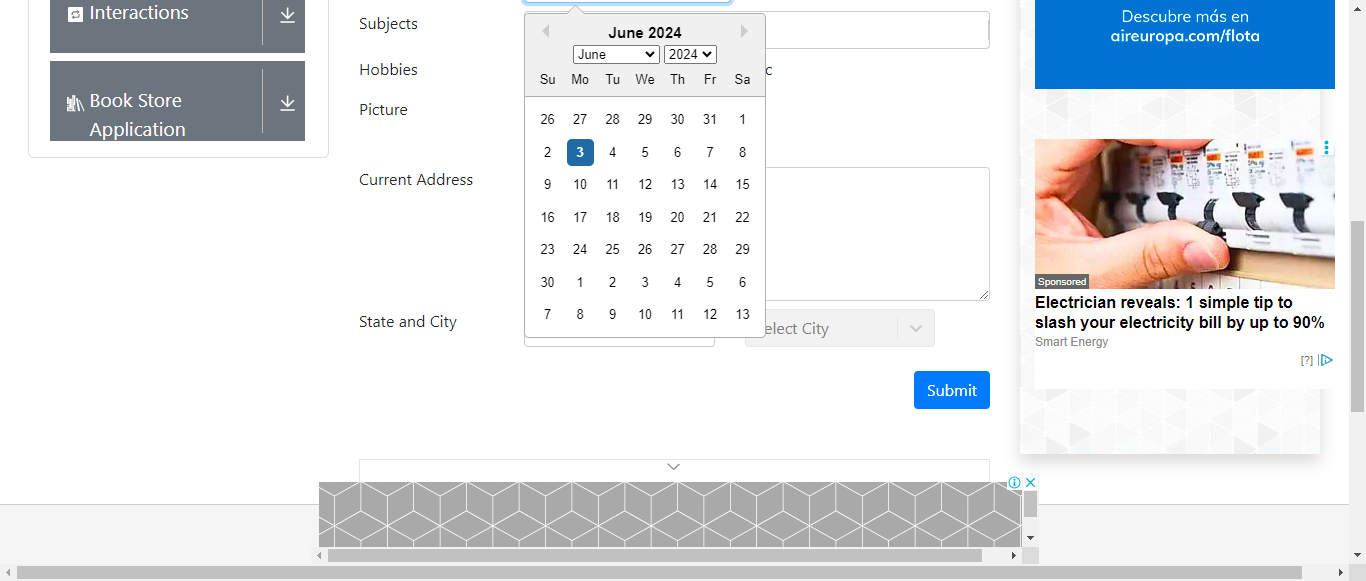 Interactions
Book Store
Application
Subjects
Hobbies
Picture
Current Address
State and City
June 2024
June 2024
Su Mo Tu We Th Fr Sa
26 27 28 29 30 31 1
2 3 4 5 6 7 8
9 10 11 12 13 14 15
16 17 18 19 20 21 22
23 24 25 26 27 28 29
30 1 2 3 4 5 6
7 8 9 10 11 12 13
c
elect City
Submit
Descubre más en
aireuropa.com/flota
Sponsored
Electrician reveals: 1 simple tip to
slash your electricity bill by up to 90%
Smart Energy
[?]